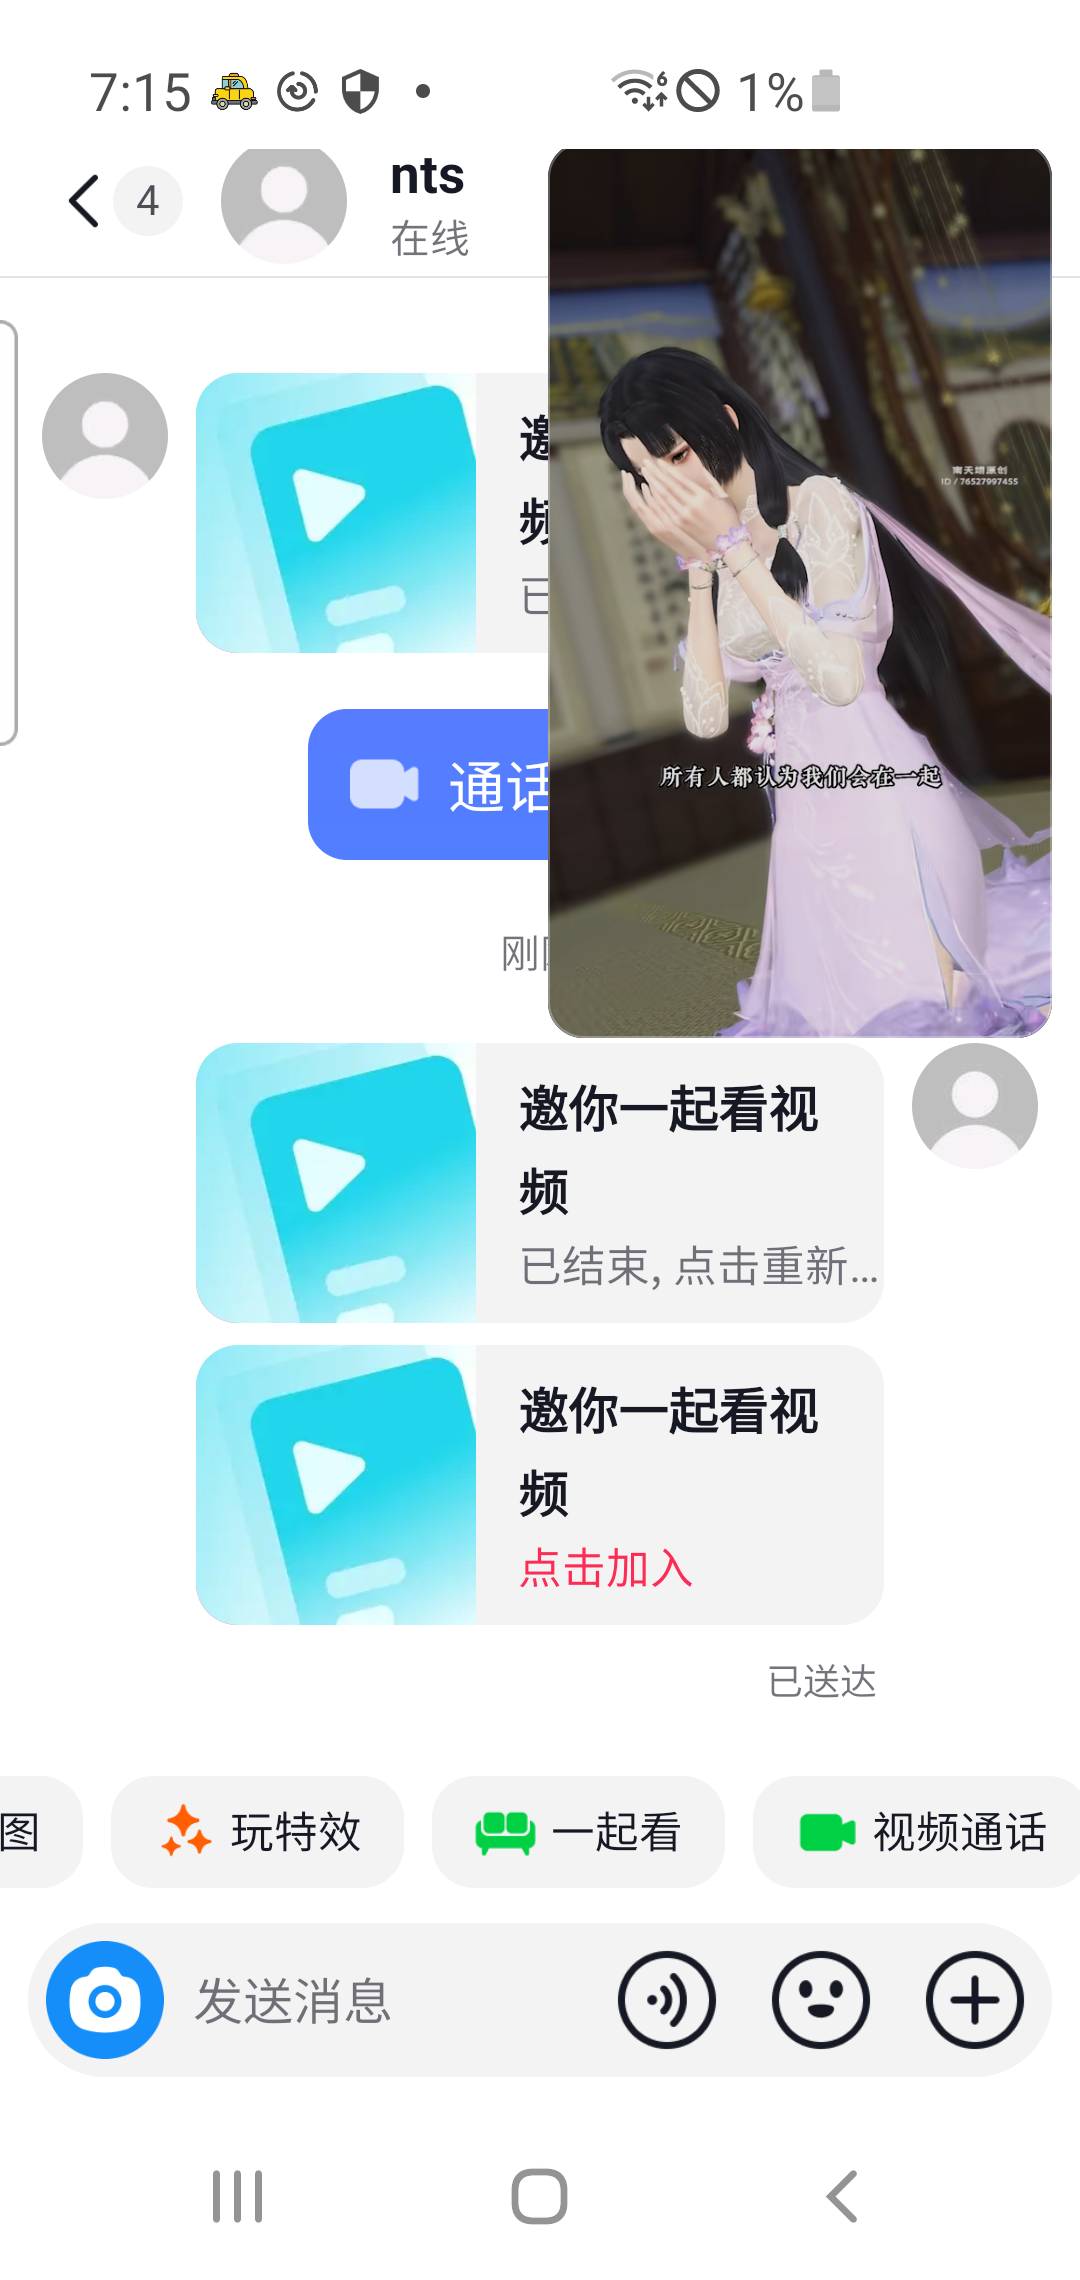 7:15
6
1%
4
nts
在线
邀
频
已
通话
南天翊原创
ID / 76527997455
所有人都认为我们会在一起
刚
邀你一起看视
频
已结束, 点击重新...
邀你一起看视
频
点击加入
已送达
图
玩特效
一起看
视频通话
发送消息